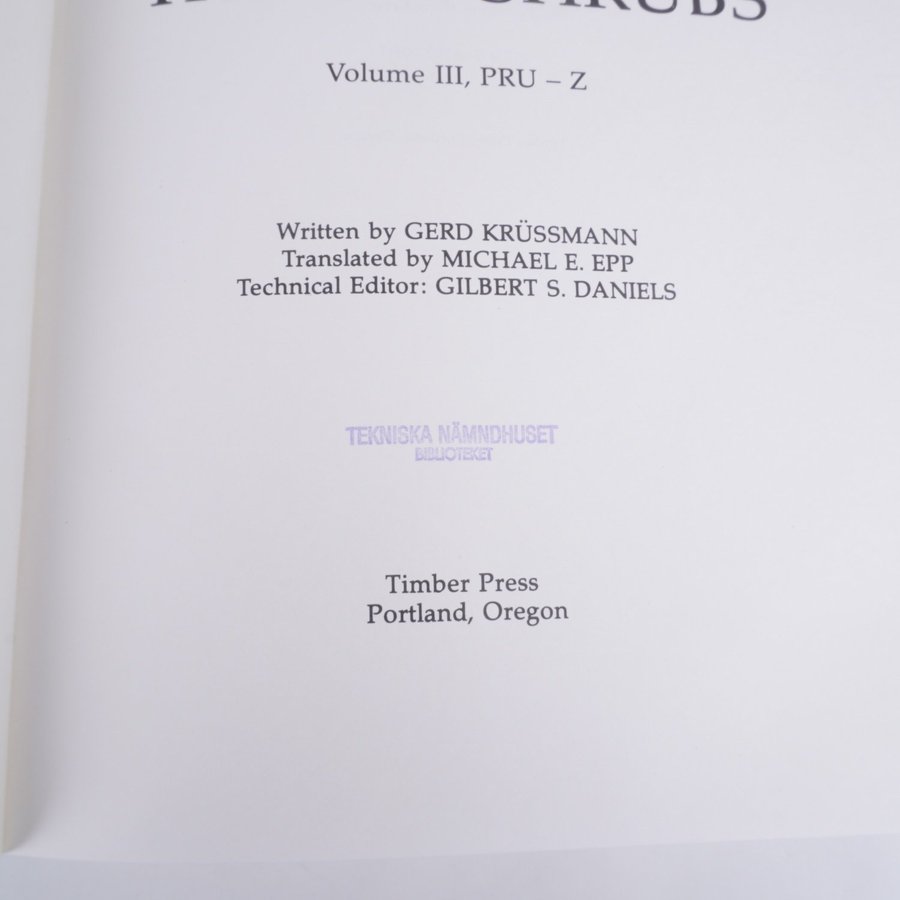 SHRUBS
Volume III, PRU – Z
Written by GERD KRÜSSMANN
Translated by MICHAEL E. EPP
Technical Editor: GILBERT S. DANIELS
TEKNISKA NÄMNDHUSET
BIBLIOTEKET
Timber Press
Portland, Oregon